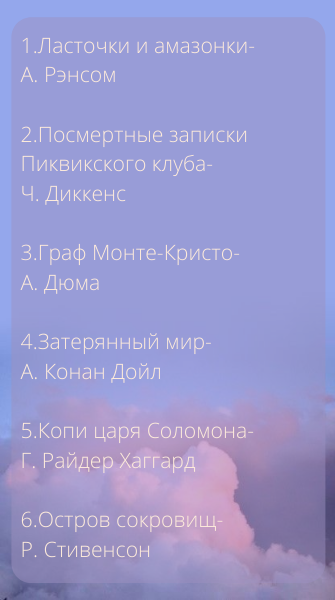 1.Ласточки и амазонки-
А. Рэнсом
2.Посмертные записки
Пиквикского клуба-
Ч. Диккенс
3.Граф Монте-Кристо-
А. Дюма
4.Затерянный мир-
А. Конан Дойл
5.Копи царя Соломона-
Г. Райдер Хаггард
6.Остров сокровищ-
Р. Стивенсон